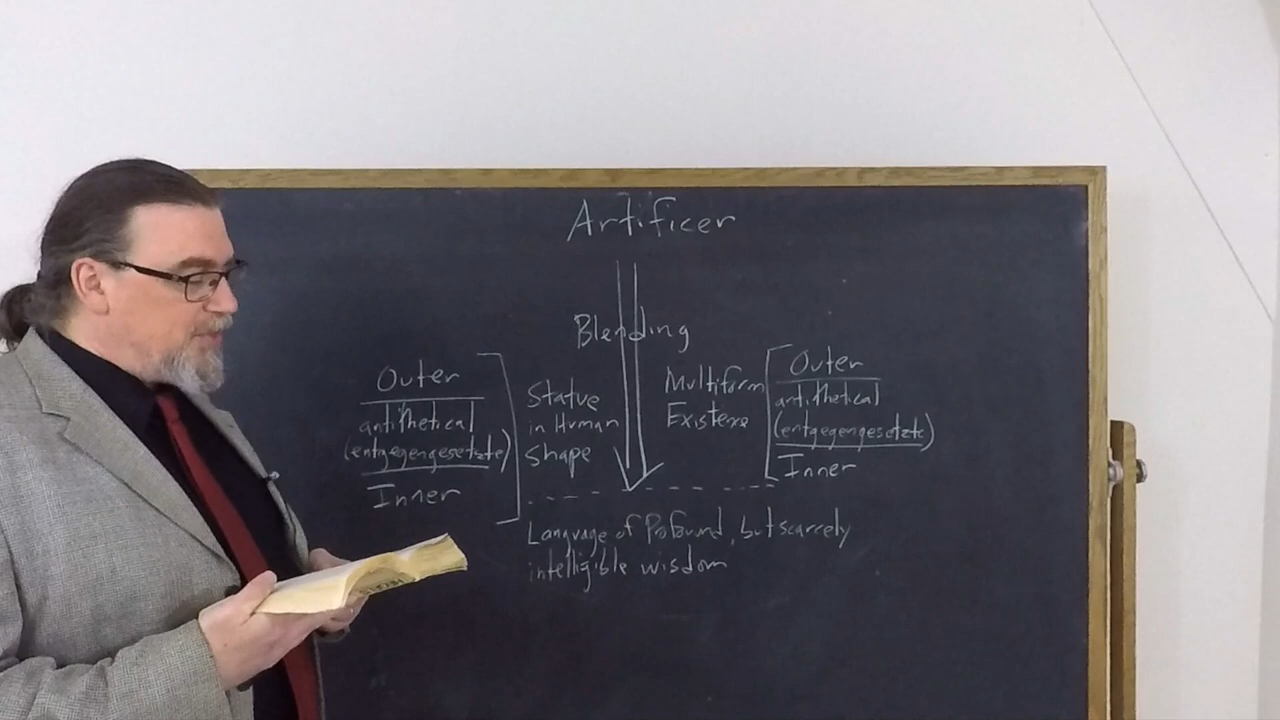 Artificer
Blending
Outer
antithetical
(entgegengesetzte)
Inner
Statue
in Human
Shape
Multiform
Existence
Outer
antithetical
(entgegengesetzte)
Inner
Language of Profound, but scarcely
intelligible wisdom